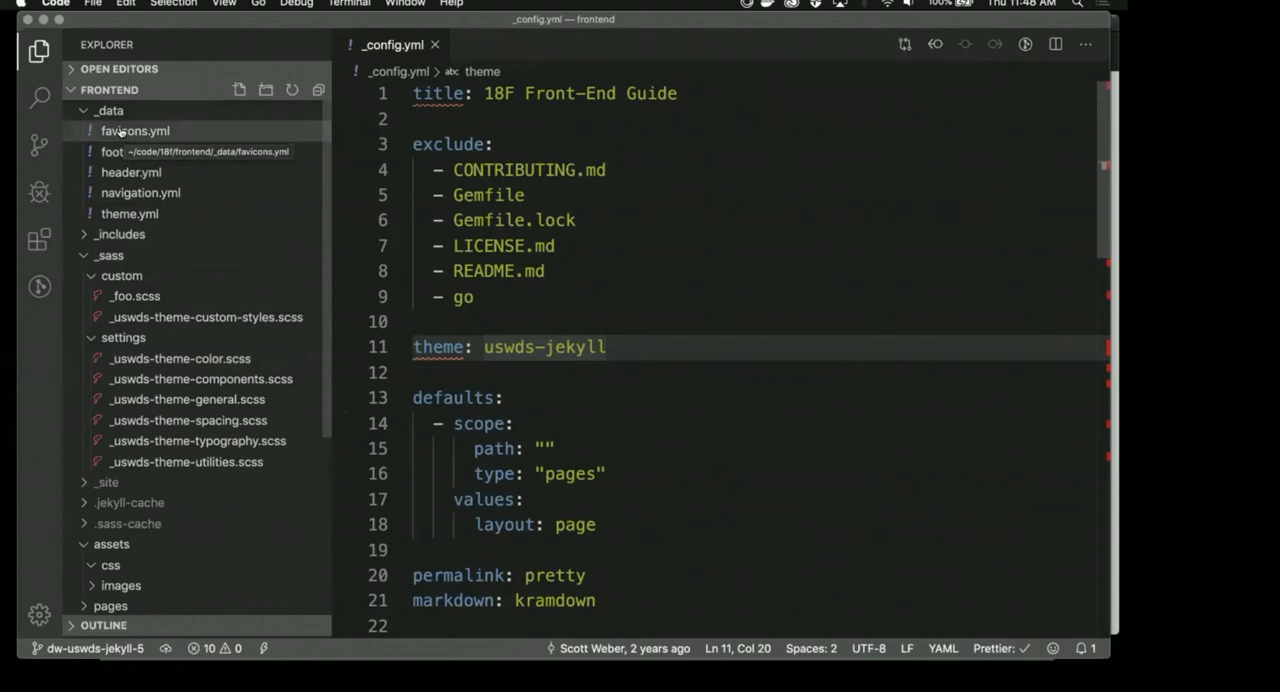 Code File Edit Selection View Go Debug Terminal Window Help 100% Thu 11:48 AM
_config.yml — frontend
EXPLORER
OPEN EDITORS
FRONTEND
_data
favicons.yml
foot
~/code/18f/frontend/_data/favicons.yml
header.yml
navigation.yml
theme.yml
_includes
_sass
custom
_foo.scss
_uswds-theme-custom-styles.scss
settings
_uswds-theme-color.scss
_uswds-theme-components.scss
_uswds-theme-general.scss
_uswds-theme-spacing.scss
_uswds-theme-typography.scss
_uswds-theme-utilities.scss
_site
.jekyll-cache
.sass-cache
assets
css
images
pages
OUTLINE
_config.yml
_config.yml > abc theme
1 title: 18F Front-End Guide
2
3 exclude:
4 - CONTRIBUTING.md
5 - Gemfile
6 - Gemfile.lock
7 - LICENSE.md
8 - README.md
9 - go
10
11 theme: uswds-jekyll
12
13 defaults:
14 - scope:
15 path: ""
16 type: "pages"
17 values:
18 layout: page
19
20 permalink: pretty
21 markdown: kramdown
22
dw-uswds-jekyll-5 10 0 Scott Weber, 2 years ago Ln 11, Col 20 Spaces: 2 UTF-8 LF YAML Prettier: ✓ 1